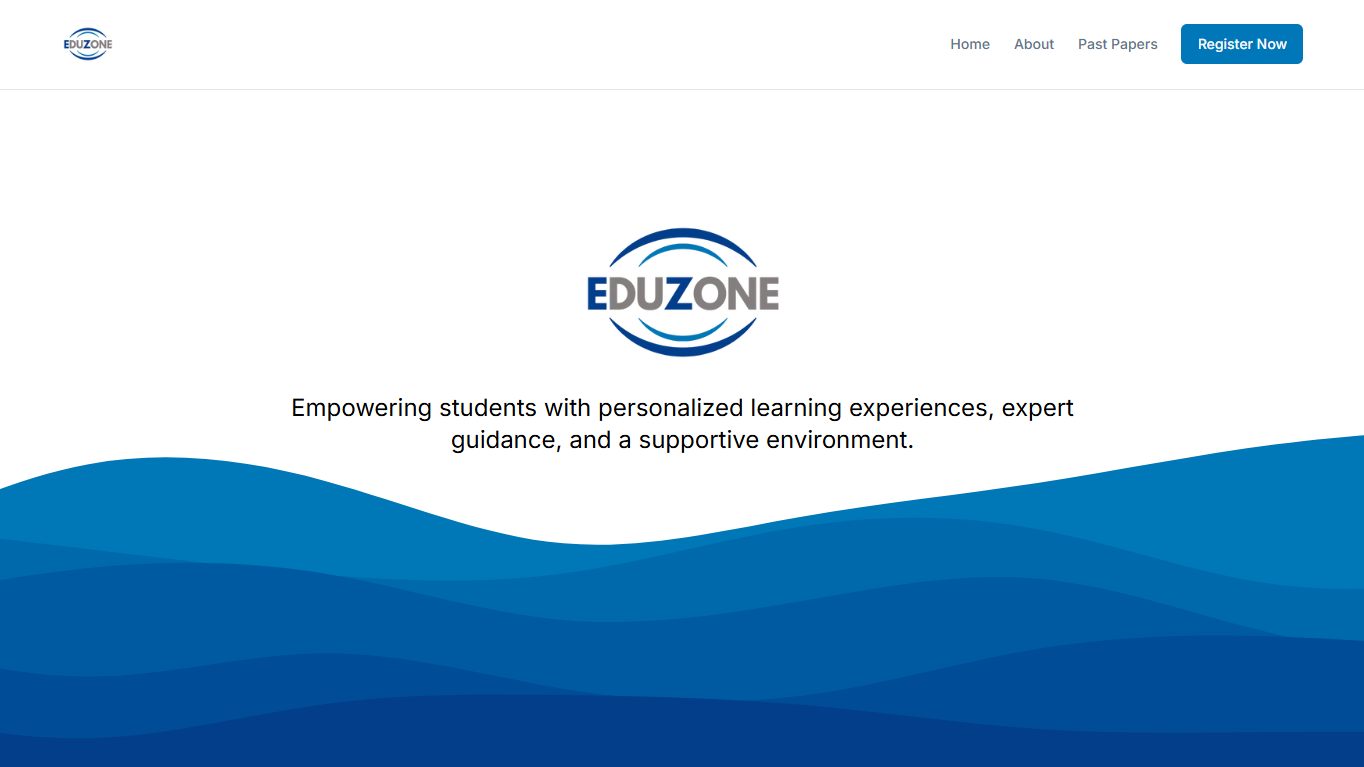 EDUZONE
Home
About
Past Papers
Register Now
EDUZONE
Empowering students with personalized learning experiences, expert
guidance, and a supportive environment.